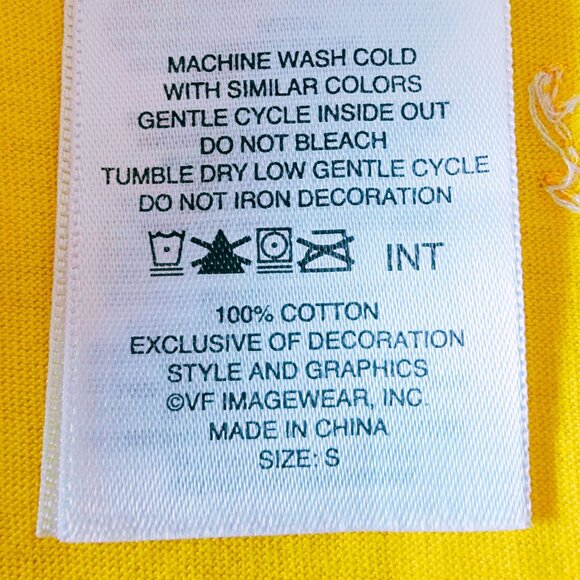 MACHINE WASH COLD
WITH SIMILAR COLORS
GENTLE CYCLE INSIDE OUT
DO NOT BLEACH
TUMBLE DRY LOW GENTLE CYCLE
DO NOT IRON DECORATION
INT
100% COTTON
EXCLUSIVE OF DECORATION
STYLE AND GRAPHICS
©VF IMAGEWEAR, INC.
MADE IN CHINA
SIZE: S